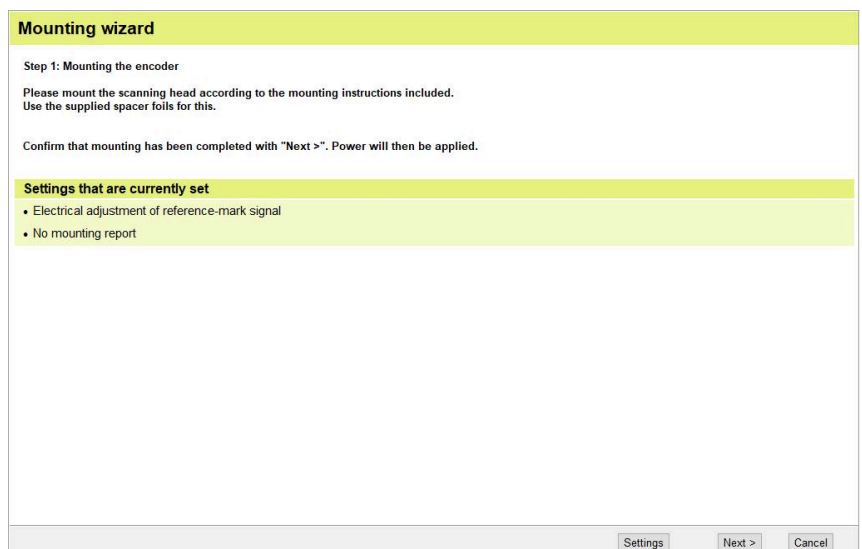 Mounting wizard
Step 1: Mounting the encoder
Please mount the scanning head according to the mounting instructions included.
Use the supplied spacer foils for this.
Confirm that mounting has been completed with "Next >". Power will then be applied.
Settings that are currently set
• Electrical adjustment of reference-mark signal
• No mounting report
Settings Next > Cancel